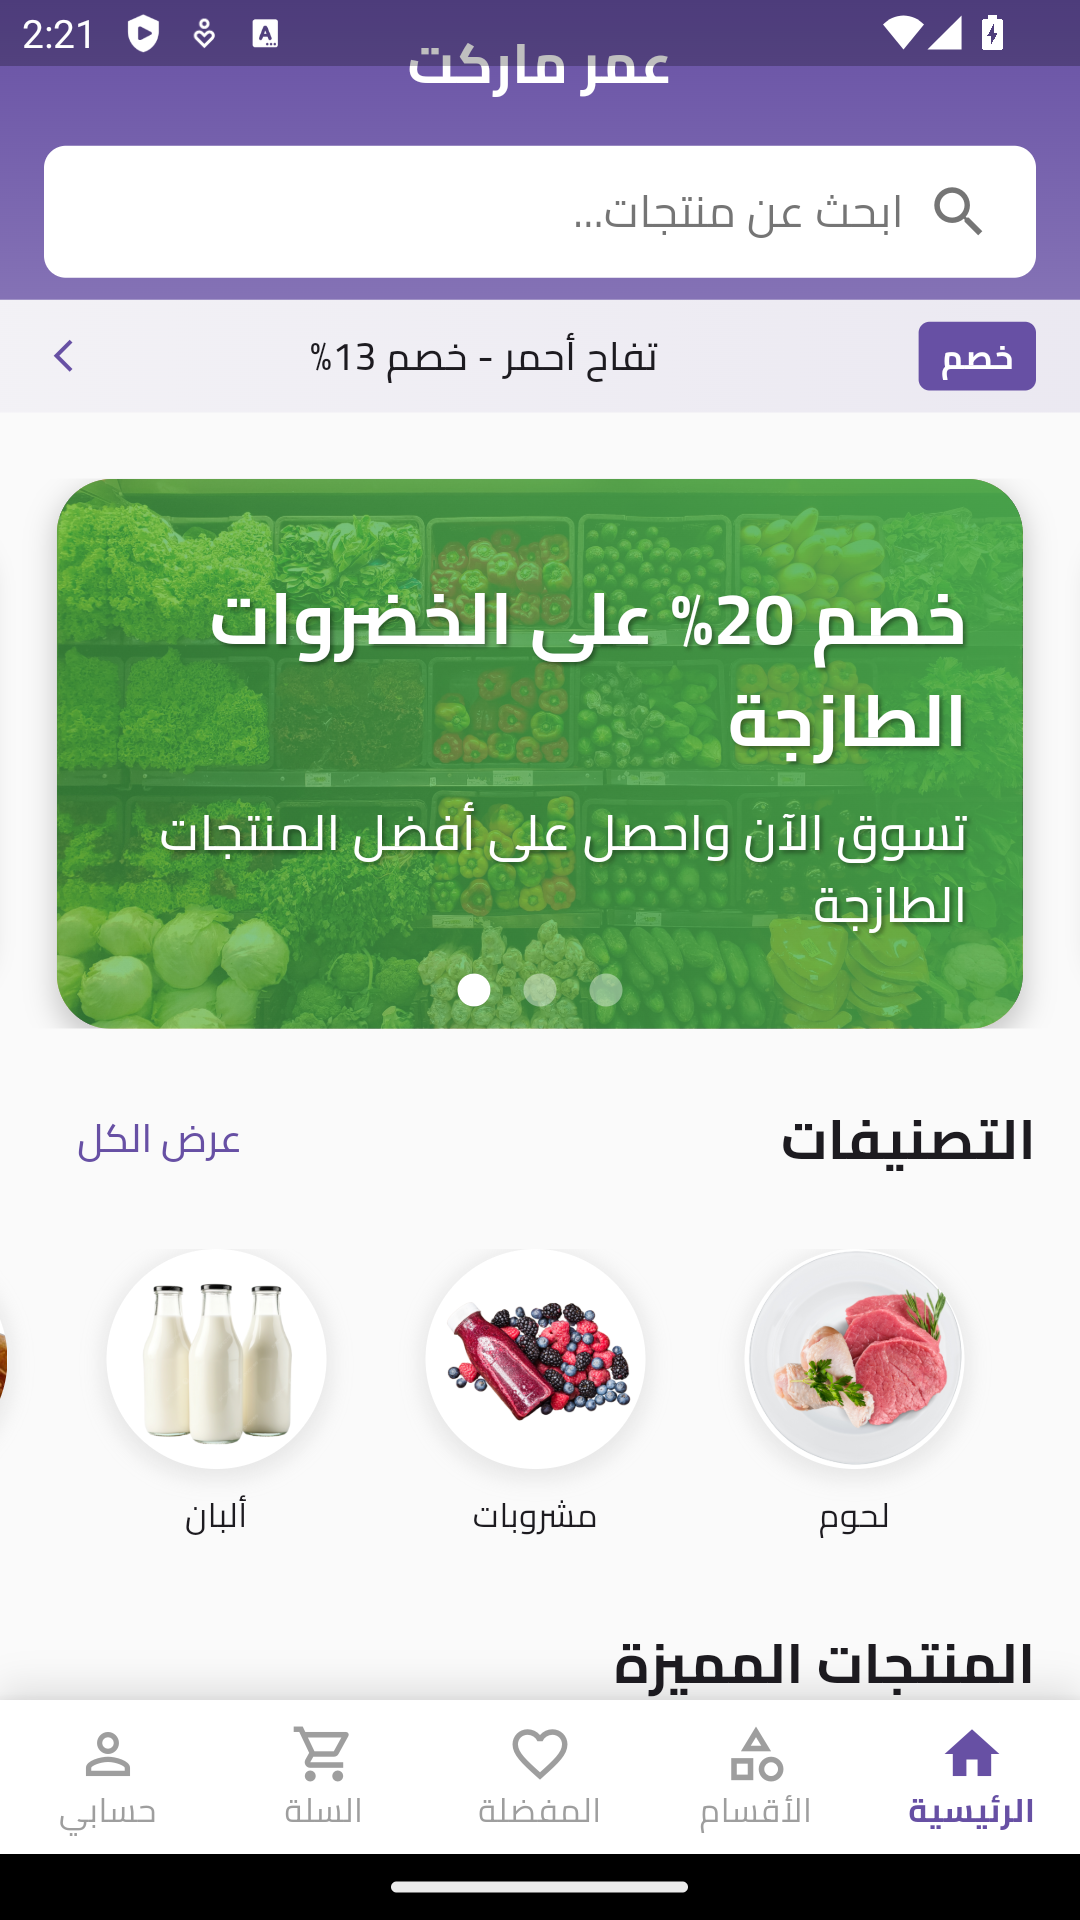 2:21
عمر ماركت
ابحث عن منتجات...
خصم
تفاح أحمر - خصم 13%
خصم 20% على الخضروات
الطازجة
تسوق الآن واحصل على أفضل المنتجات
الطازجة
التصنيفات
عرض الكل
لحوم
مشروبات
ألبان
المنتجات المميزة
الرئيسية
الأقسام
المفضلة
السلة
حسابي